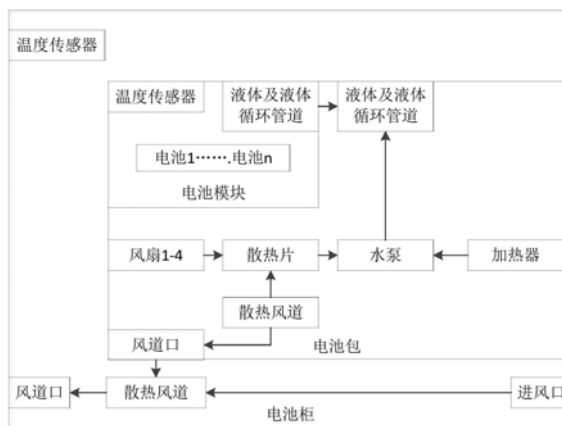 温度传感器
温度传感器
液体及液体
循环管道
液体及液体
循环管道
电池1…….电池n
电池模块
风扇1-4
散热片
水泵
加热器
散热风道
风道口
电池包
风道口
散热风道
进风口
电池柜